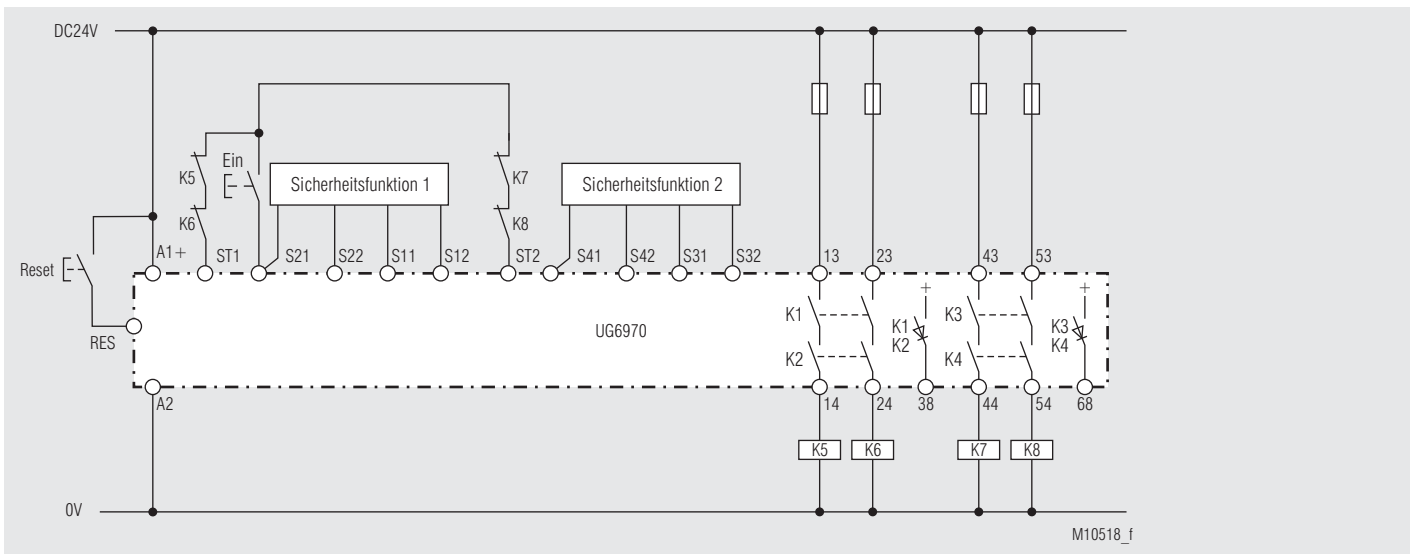 DC24V
K5
Ein
K6
Sicherheitsfunktion 1
K7
K8
Sicherheitsfunktion 2
Reset
A1+
ST1
S21
S22
S11
S12
ST2
S41
S42
S31
S32
13
23
43
53
RES
UG6970
K1
K2
K1
K2
+
K3
K4
K3
K4
+
A2
14
24
38
44
54
68
K5
K6
K7
K8
0V
M10518_f